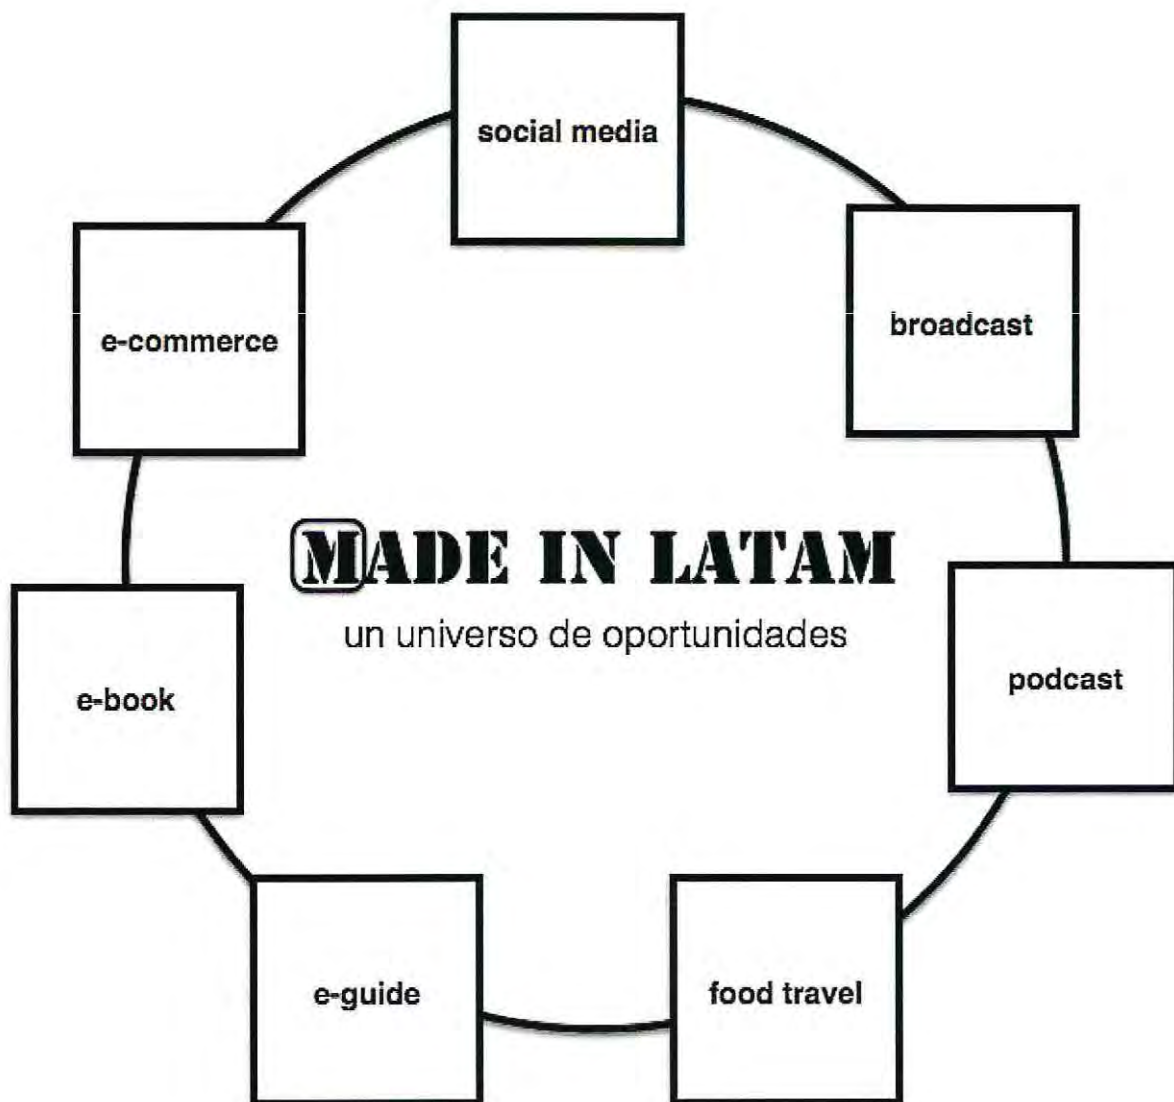 social media
e-commerce
broadcast
MADE IN LATAM
un universo de oportunidades
e-book
podcast
e-guide
food travel